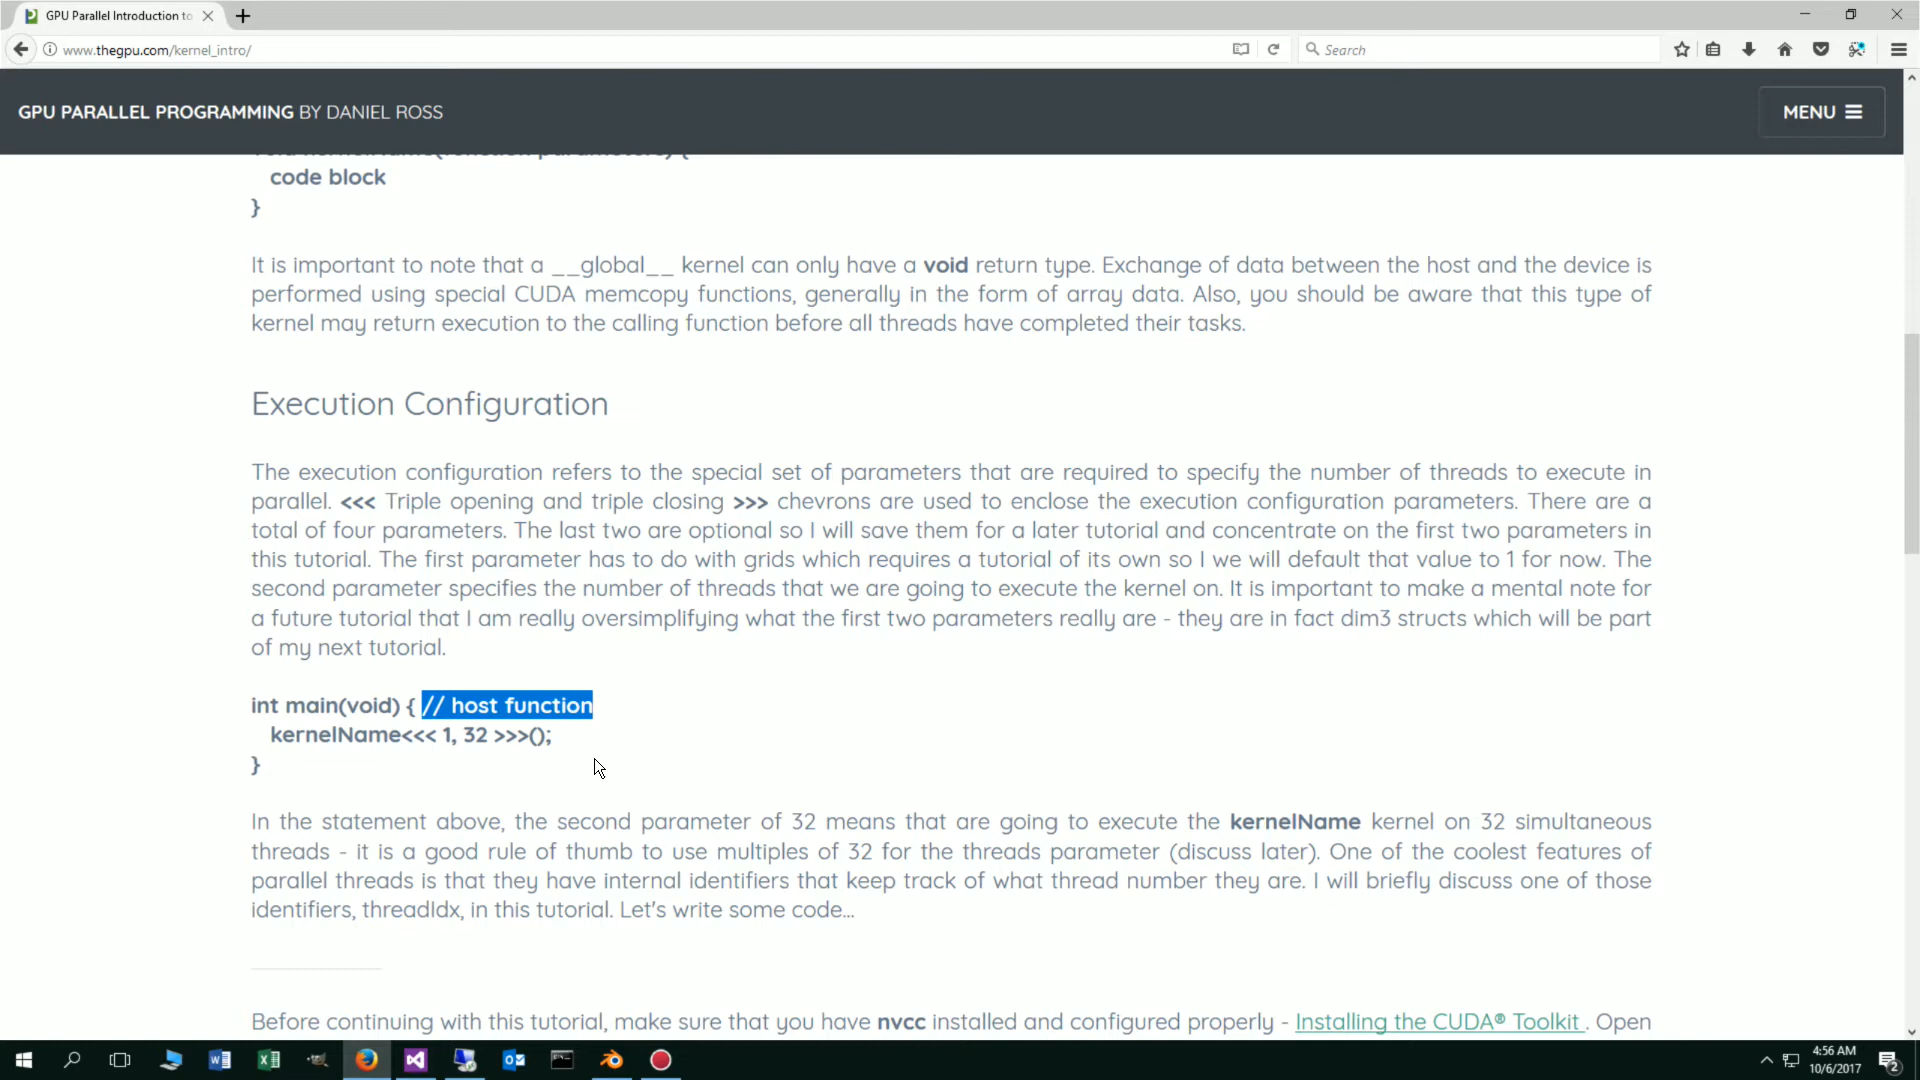 GPU Parallel Introduction to
www.thegpu.com/kernel_intro/
Search
GPU PARALLEL PROGRAMMING BY DANIEL ROSS
MENU
code block
}
It is important to note that a __global__ kernel can only have a void return type. Exchange of data between the host and the device is
performed using special CUDA memcopy functions, generally in the form of array data. Also, you should be aware that this type of
kernel may return execution to the calling function before all threads have completed their tasks.
Execution Configuration
The execution configuration refers to the special set of parameters that are required to specify the number of threads to execute in
parallel. <<< Triple opening and triple closing >>> chevrons are used to enclose the execution configuration parameters. There are a
total of four parameters. The last two are optional so I will save them for a later tutorial and concentrate on the first two parameters in
this tutorial. The first parameter has to do with grids which requires a tutorial of its own so I we will default that value to 1 for now. The
second parameter specifies the number of threads that we are going to execute the kernel on. It is important to make a mental note for
a future tutorial that I am really oversimplifying what the first two parameters really are - they are in fact dim3 structs which will be part
of my next tutorial.
int main(void) { // host function
kernelName<<< 1, 32 >>>();
}
In the statement above, the second parameter of 32 means that are going to execute the kernelName kernel on 32 simultaneous
threads - it is a good rule of thumb to use multiples of 32 for the threads parameter (discuss later). One of the coolest features of
parallel threads is that they have internal identifiers that keep track of what thread number they are. I will briefly discuss one of those
identifiers, threadIdx, in this tutorial. Let's write some code...
Before continuing with this tutorial, make sure that you have nvcc installed and configured properly - Installing the CUDA® Toolkit . Open
4:56 AM
10/6/2017
2